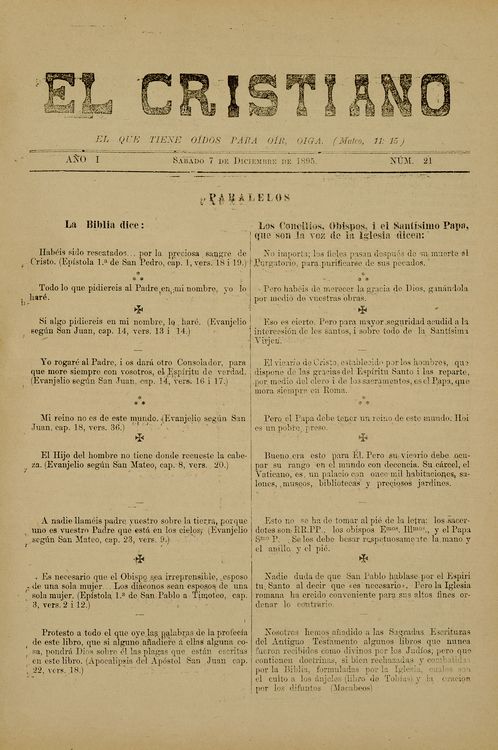 EL CRISTIANO
EL QUE TIENE OÍDOS PARA OÍR, OIGA. (Mateo, 11: 15)
AÑO I
SÁBADO 7 DE DICIEMBRE DE 1895.
NÚM. 21
PARALELOS
La Biblia dice:
Habéis sido rescatados... por la preciosa sangre de
Cristo. (Epístola 1.ª de San Pedro, cap. 1, vers. 18 i 19.)
Todo lo que pidiereis al Padre en mi nombre, yo lo
haré.
Si algo pidiereis en mi nombre, lo haré. (Evanjelio
según San Juan, cap. 14, vers. 13 i 14.)
Yo rogaré al Padre, i os dará otro Consolador, para
que more siempre con vosotros, el Espíritu de verdad.
(Evanjelio según San Juan, cap. 14, vers. 16 i 17.)
Mi reino no es de este mundo. (Evanjelio según San
Juan, cap. 18, vers. 36.)
El Hijo del hombre no tiene donde recueste la cabe-
za. (Evanjelio según San Mateo, cap. 8, vers. 20.)
A nadie llaméis padre vuestro sobre la tierra, porque
uno es vuestro Padre que está en los cielos. (Evanjelio
según San Mateo, cap. 23, vers. 9.)
Es necesario que el Obispo sea irreprensible, esposo
de una sola mujer... Los diáconos sean esposos de una
sola mujer. (Epístola 1.ª de San Pablo a Timoteo, cap.
3, vers. 2 i 12.)
Protesto a todo el que oye las palabras de la profecía
de este libro, que si alguno añadiere a ellas alguna co-
sa, pondrá Dios sobre él las plagas que están escritas
en este libro. (Apocalipsis del Apóstol San Juan cap.
22, vers. 18.)
Los Concilios, Obispos, i el Santísimo Papa,
que son la voz de la Iglesia dicen:
No importa; los fieles pasan después de su muerte al
Purgatorio, para purificarse de sus pecados.
Pero habéis de merecer la gracia de Dios, ganándola
por medio de vuestras obras.
Eso es cierto. Pero para mayor seguridad acudid a la
intercesión de los santos, i sobre todo de la Santísima
Virjen.
El vicario de Cristo, establecido por los hombres, que
dispone de las gracias del Espíritu Santo i las reparte,
por medio del clero i de los sacramentos, es el Papa, que
mora siempre en Roma.
Pero el Papa debe tener un reino de este mundo. Hoi
es un pobre preso.
Bueno era esto para Él. Pero su vicario debe ocu-
par su rango en el mundo con decencia. Su cárcel, el
Vaticano, es un palacio con once mil habitaciones, sa-
lones, museos, bibliotecas y preciosos jardines.
Esto no se ha de tomar al pié de la letra: los sacer-
dotes son RR.PP., los obispos Emos. Illmos., y el Papa
Smo P. Se les debe besar respetuosamente la mano y
el anillo y el pié.
Nadie duda de que San Pablo hablase por el Espíri
tu Santo al decir que «es necesario». Pero la Iglesia
romana ha creido conveniente para sus altos fines or-
denar lo contrario.
Nosotros hemos añadido a las Sagradas Escrituras
del Antiguo Testamento algunos libros que nunca
fueron recibidos como divinos por los Judíos; pero que
contienen doctrinas, si bien rechazadas y combatidas
por la Biblia, formuladas por la Iglesia, cuales son
el culto a los ánjeles (libro de Tobías) y la oracion
por los difuntos (Macabeos)